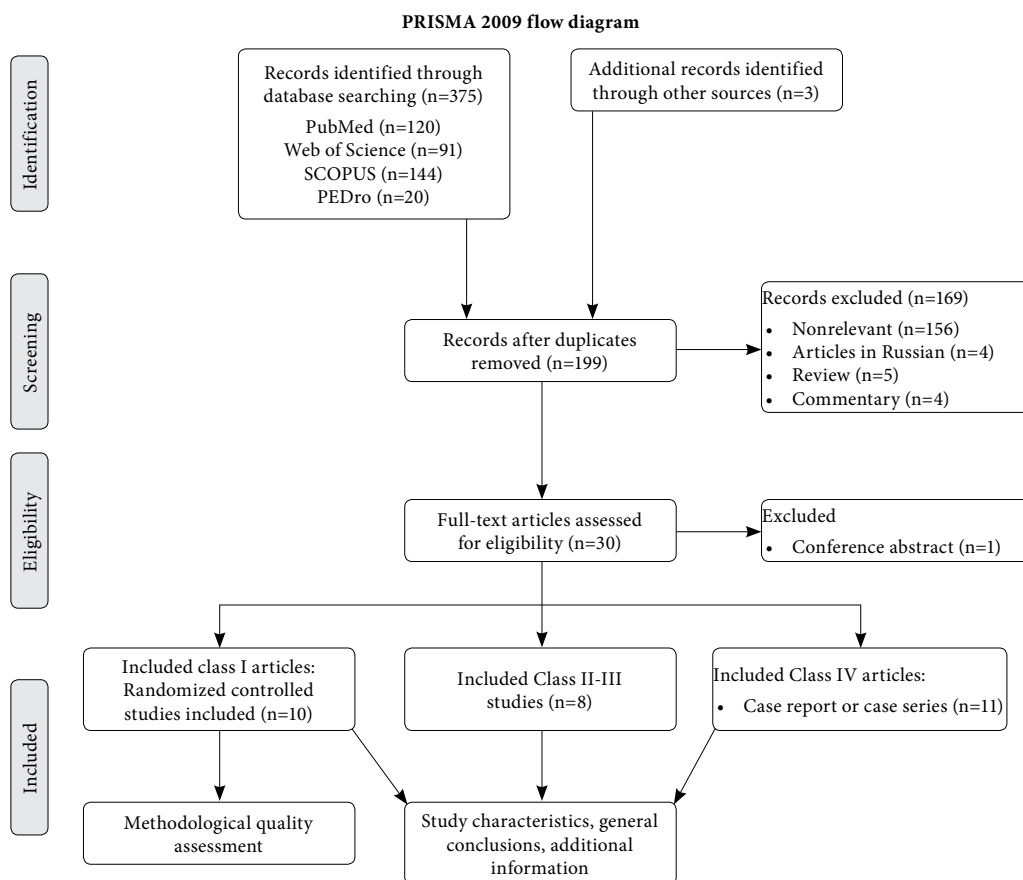 PRISMA 2009 flow diagram
Identification
Records identified through
database searching (n=375)
PubMed (n=120)
Web of Science (n=91)
SCOPUS (n=144)
PEDro (n=20)
Additional records identified
through other sources (n=3)
Screening
Records after duplicates
removed (n=199)
Records excluded (n=169)
• Nonrelevant (n=156)
• Articles in Russian (n=4)
• Review (n=5)
• Commentary (n=4)
Eligibility
Full-text articles assessed
for eligibility (n=30)
Excluded
• Conference abstract (n=1)
Included
Included class I articles:
Randomized controlled
studies included (n=10)
Included Class II-III
studies (n=8)
Included Class IV articles:
• Case report or case series (n=11)
Methodological quality
assessment
Study characteristics, general
conclusions, additional
information